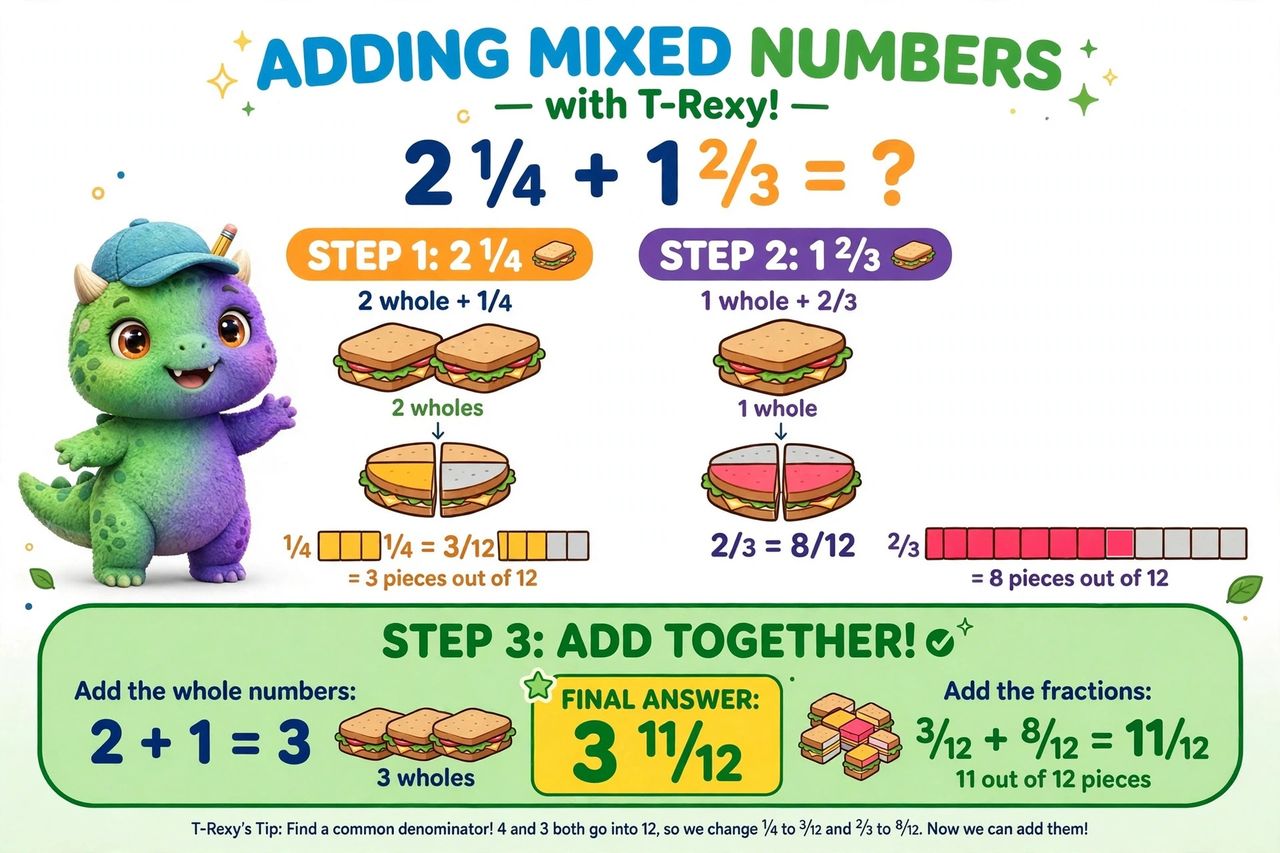 ADDING MIXED NUMBERS
— with T-Rexy! —
2 ¼ + 1 ⅔ = ?
STEP 1: 2 ¼
2 whole + 1/4
2 wholes
¼
¼ = 3/12
= 3 pieces out of 12
STEP 2: 1 ⅔
1 whole + 2/3
1 whole
2/3 = 8/12
⅔
= 8 pieces out of 12
STEP 3: ADD TOGETHER!
Add the whole numbers:
2 + 1 = 3
3 wholes
FINAL ANSWER:
3 11/12
Add the fractions:
3/12 + 8/12 = 11/12
11 out of 12 pieces
T-Rexy's Tip: Find a common denominator! 4 and 3 both go into 12, so we change ¼ to 3/12 and ⅔ to 8/12. Now we can add them!